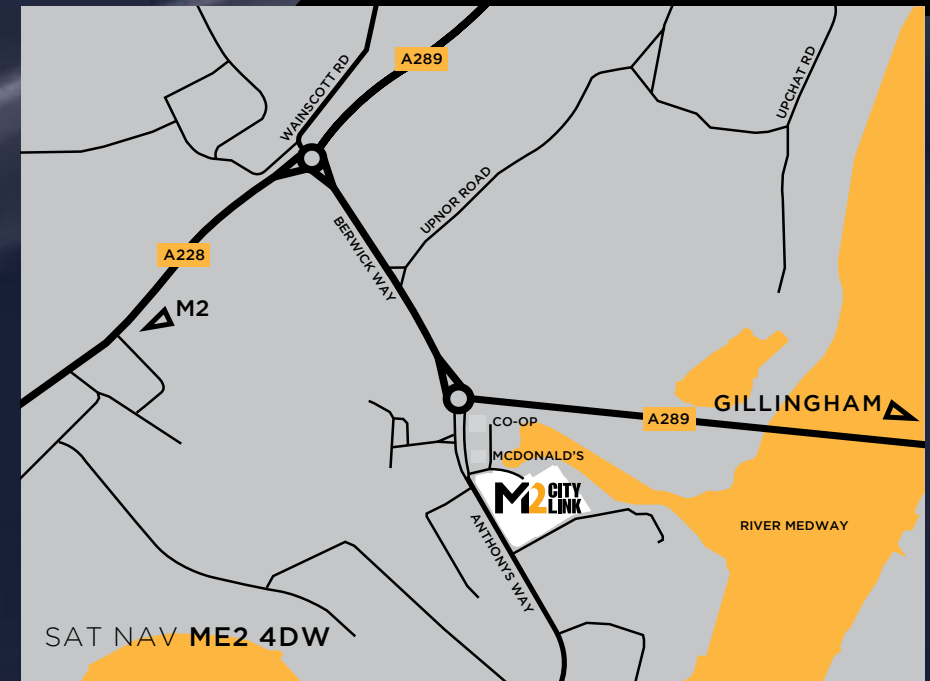 A289
WAINSCOTT RD
UPCHAT RD
UPNOR ROAD
BERWICK WAY
A228
M2
GILLINGHAM
A289
CO-OP
MCDONALD'S
M2 CITY
LINK
RIVER MEDWAY
ANTHONYS WAY
SAT NAV ME2 4DW